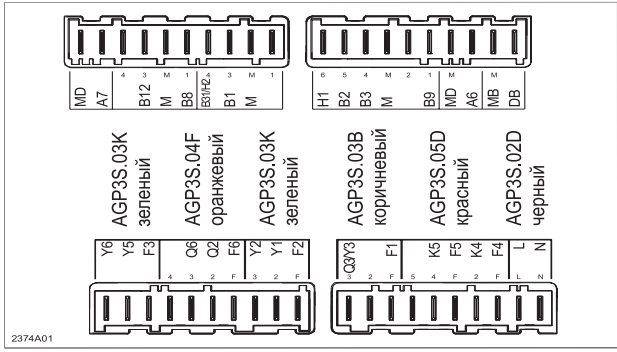 4 3 M 1 4 3 M 1
MD A7 B12 M B8 B31/H2 B1 M
6 5 4 M 2 1 M M
H1 B2 B3 M B9 MD A6 MB DB
AGP3S.03K
зеленый
AGP3S.04F
оранжевый
AGP3S.03K
зеленый
AGP3S.03B
коричневый
AGP3S.05D
красный
AGP3S.02D
черный
Y6 Y5 F3 Q6 Q2 F6 Y2 Y1 F2
4 3 2 F 3 2 F
Q3/Y3 F1 K5 F5 K4 F4 L N
3 2 F 5 4 F 2 F L N
2374A01